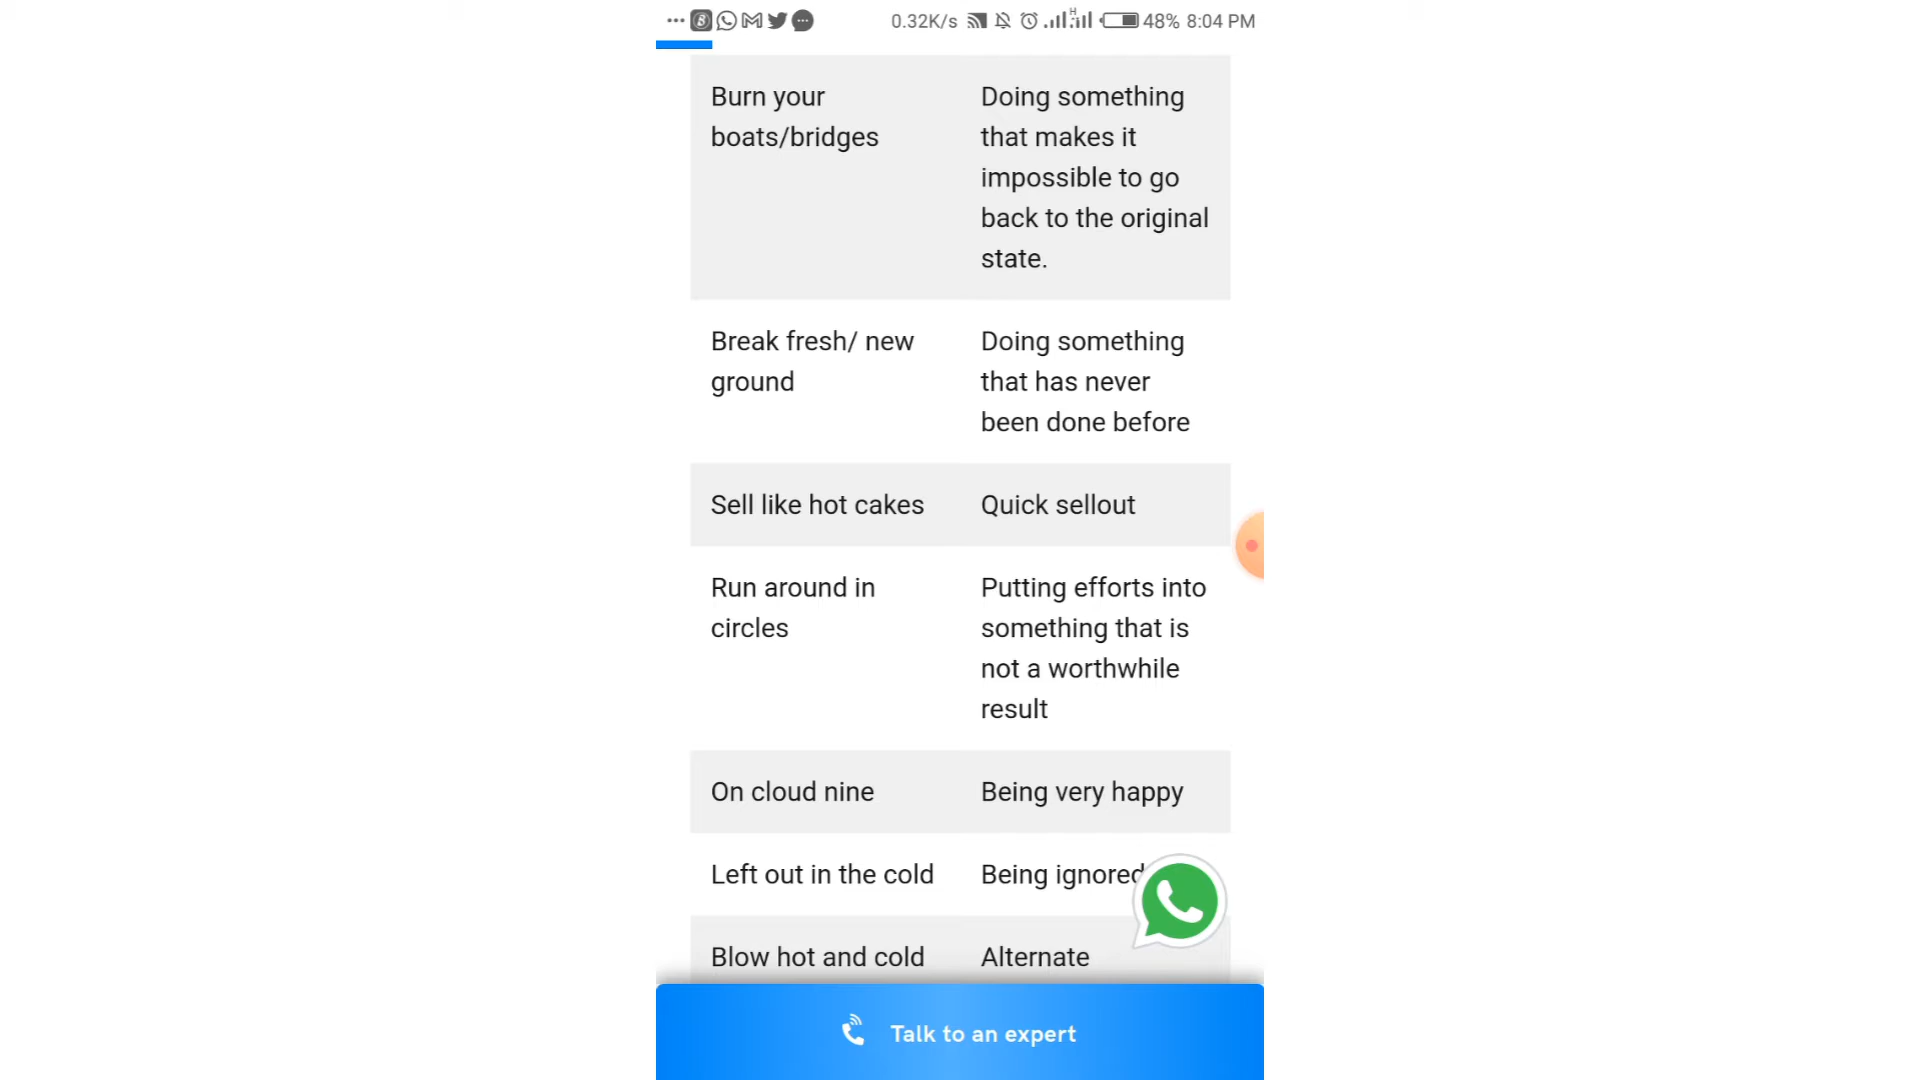 0.32K/s H 48% 8:04 PM
Burn your
boats/bridges
Doing something
that makes it
impossible to go
back to the original
state.
Break fresh/ new
ground
Doing something
that has never
been done before
Sell like hot cakes
Quick sellout
Run around in
circles
Putting efforts into
something that is
not a worthwhile
result
On cloud nine
Being very happy
Left out in the cold
Being ignored
Blow hot and cold
Alternate
Talk to an expert